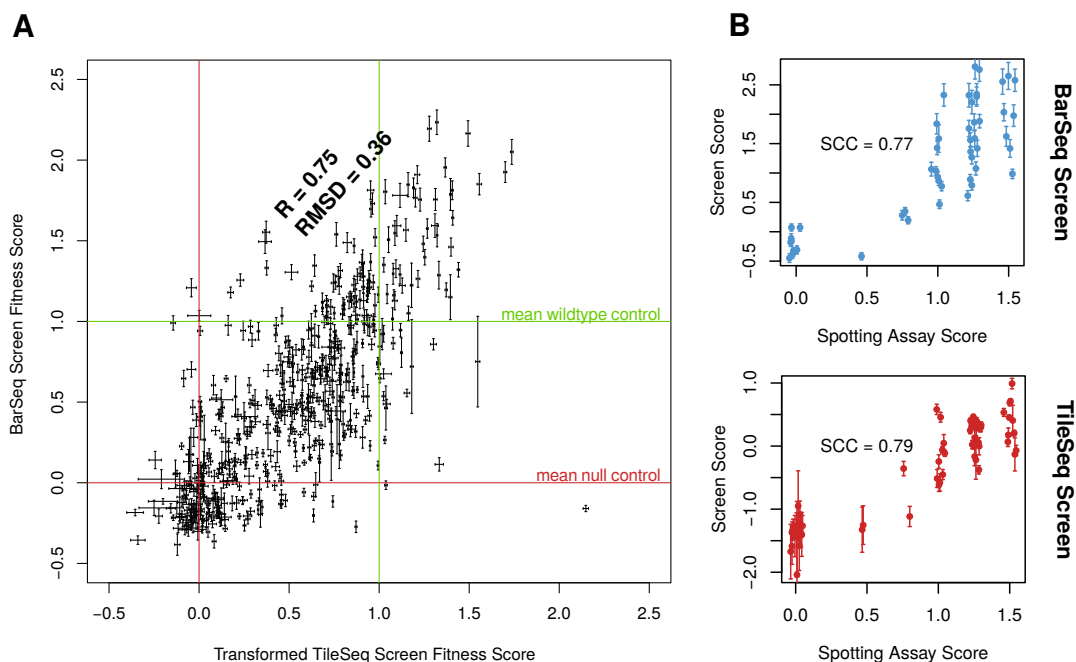 A
BarSeq Screen Fitness Score
2.5
2.0
1.5
1.0
0.5
0.0
−0.5
R = 0.75
RMSD = 0.36
mean wildtype control
mean null control
−0.5
0.0
0.5
1.0
1.5
2.0
2.5
Transformed TileSeq Screen Fitness Score
B
Screen Score
2.5
1.5
0.5
−0.5
SCC = 0.77
0.0
0.5
1.0
1.5
Spotting Assay Score
BarSeq Screen
Screen Score
1.0
0.0
−1.0
−2.0
SCC = 0.79
0.0
0.5
1.0
1.5
Spotting Assay Score
TileSeq Screen